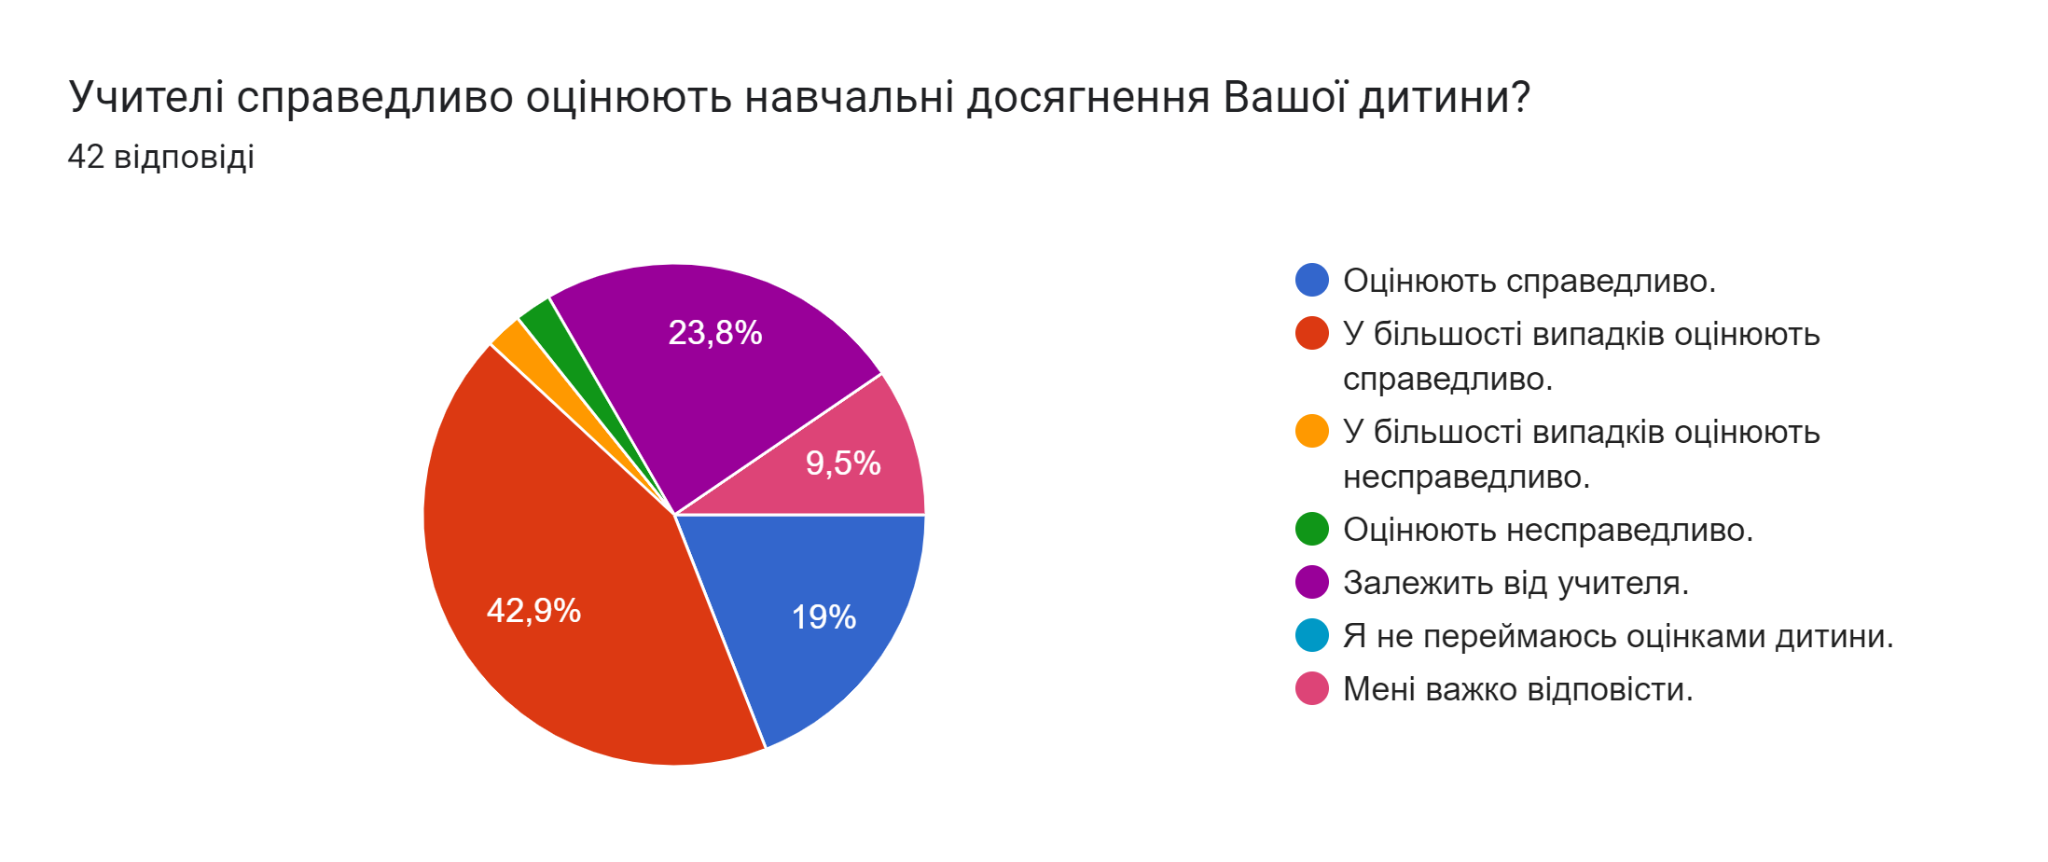 Учителі справедливо оцінюють навчальні досягнення Вашої дитини?
42 відповіді
23,8%
9,5%
42,9%
19%
Оцінюють справедливо.
У більшості випадків оцінюють
справедливо.
У більшості випадків оцінюють
несправедливо.
Оцінюють несправедливо.
Залежить від учителя.
Я не переймаюсь оцінками дитини.
Мені важко відповісти.